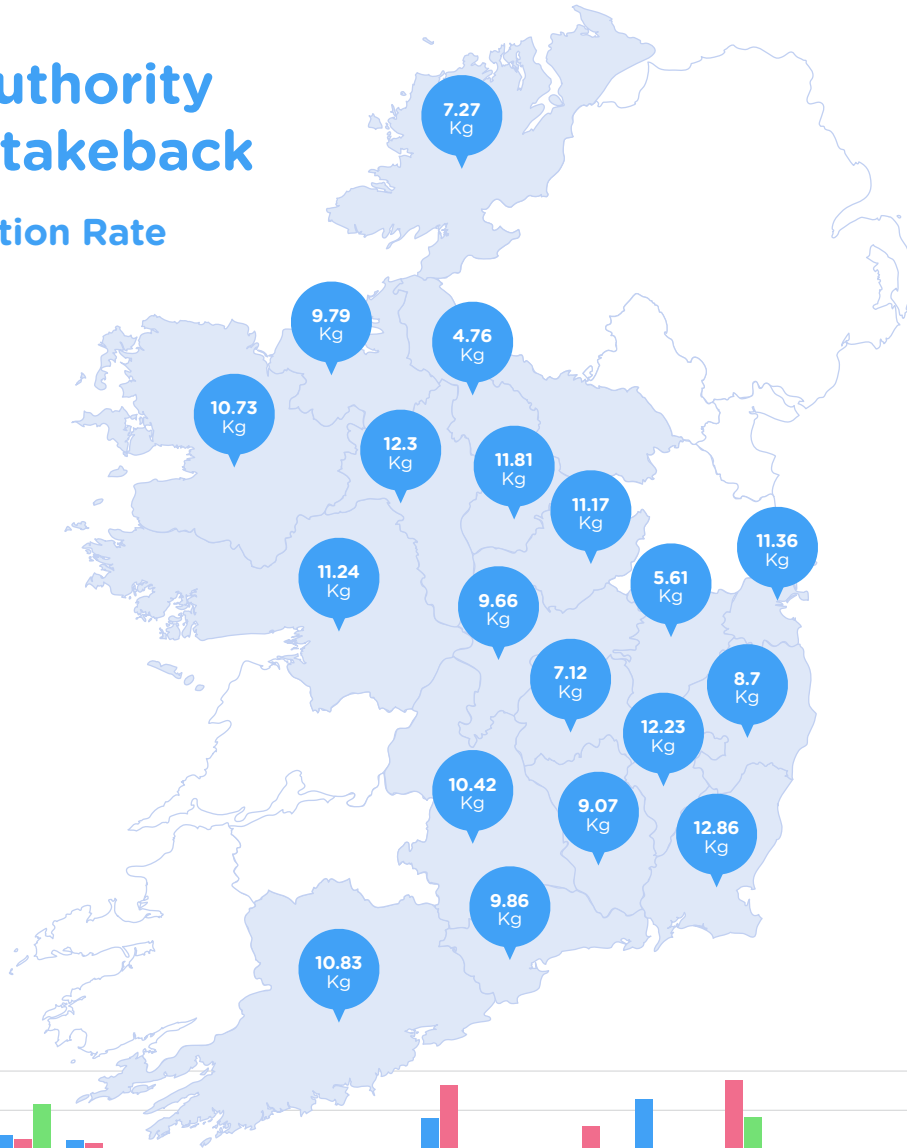 uthority
takeback
tion Rate
7.27
Kg
9.79
Kg
4.76
Kg
10.73
Kg
12.3
Kg
11.81
Kg
11.17
Kg
11.36
Kg
11.24
Kg
5.61
Kg
9.66
Kg
7.12
Kg
8.7
Kg
12.23
Kg
10.42
Kg
9.07
Kg
12.86
Kg
9.86
Kg
10.83
Kg